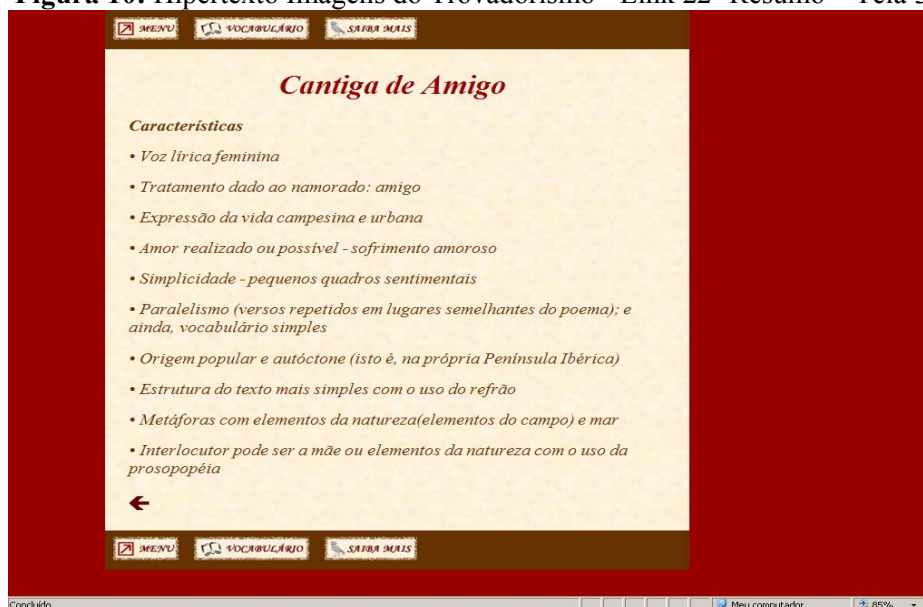 Figura 10: Hipertexto Imagens do Trovadorismo - Link 22 "Resumo" - Tela 3
MENU VOCABULÁRIO SAIBA MAIS
Cantiga de Amigo
Características
• Voz lírica feminina
• Tratamento dado ao namorado: amigo
• Expressão da vida campesina e urbana
• Amor realizado ou possível - sofrimento amoroso
• Simplicidade - pequenos quadros sentimentais
• Paralelismo (versos repetidos em lugares semelhantes do poema); e
ainda, vocabulário simples
• Origem popular e autóctone (isto é, na própria Península Ibérica)
• Estrutura do texto mais simples com o uso do refrão
• Metáforas com elementos da natureza(elementos do campo) e mar
• Interlocutor pode ser a mãe ou elementos da natureza com o uso da
prosopopéia
MENU VOCABULÁRIO SAIBA MAIS
Concluído Meu computador 85%